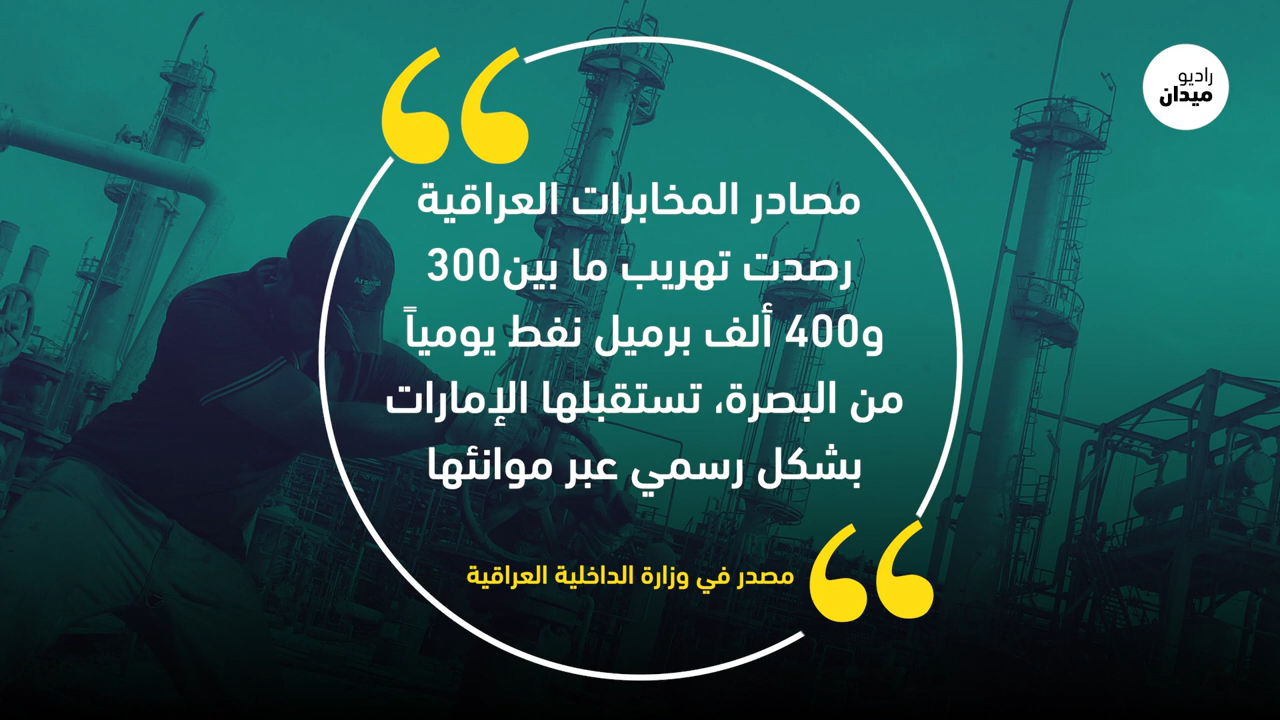 راديو
ميدان
مصادر المخابرات العراقية
رصدت تهريب ما بين300
و400 ألف برميل نفط يومياً
من البصرة، تستقبلها الإمارات
بشكل رسمي عبر موانئها
مصدر في وزارة الداخلية العراقية